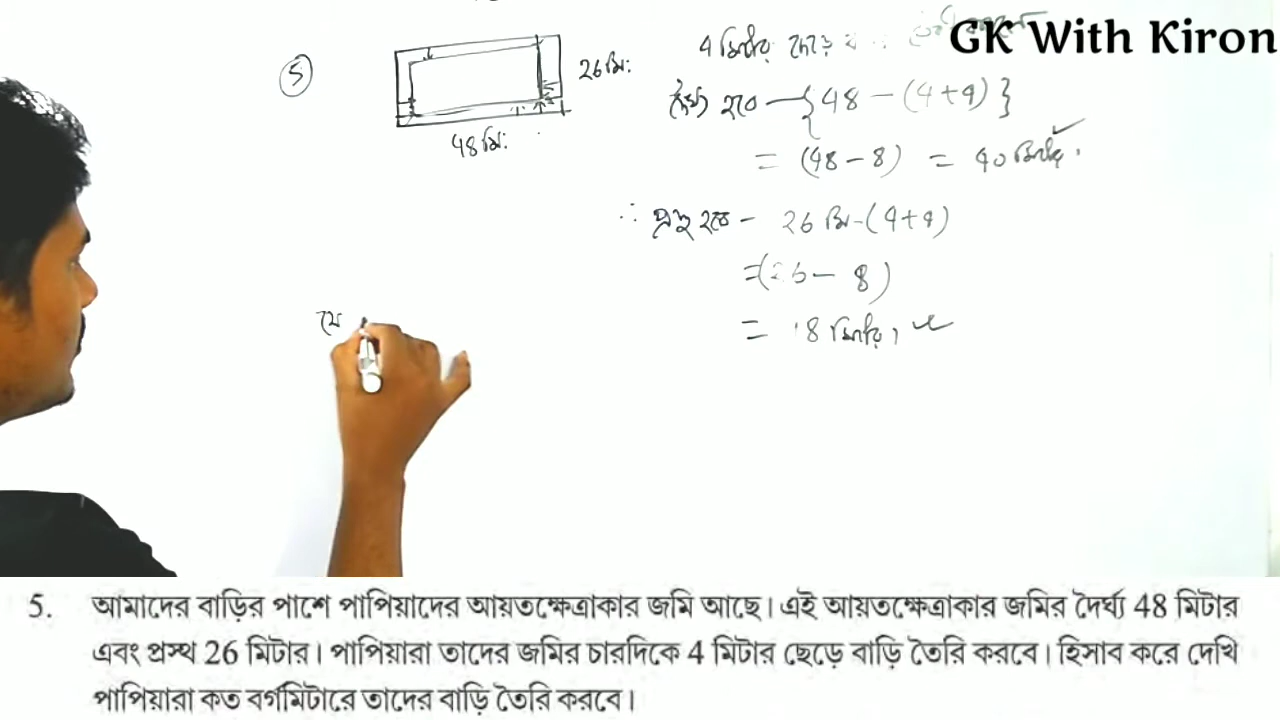 GK With Kiron
4 মিটার ছেড়ে
5
26 মি:
48 মি:
দৈর্ঘ্য হবে — { 48 — (4+4) }
= (48 – 8) = 40 মিটার।
∴ প্রস্থ হবে – 26 মি – (4+4)
= (26 – 8)
= 18 মিটার।
যে
5. আমাদের বাড়ির পাশে পাপিয়াদের আয়তক্ষেত্রাকার জমি আছে। এই আয়তক্ষেত্রাকার জমির দৈর্ঘ্য 48 মিটার
এবং প্রস্থ 26 মিটার। পাপিয়ারা তাদের জমির চারদিকে 4 মিটার ছেড়ে বাড়ি তৈরি করবে। হিসাব করে দেখি
পাপিয়ারা কত বর্গমিটারে তাদের বাড়ি তৈরি করবে।